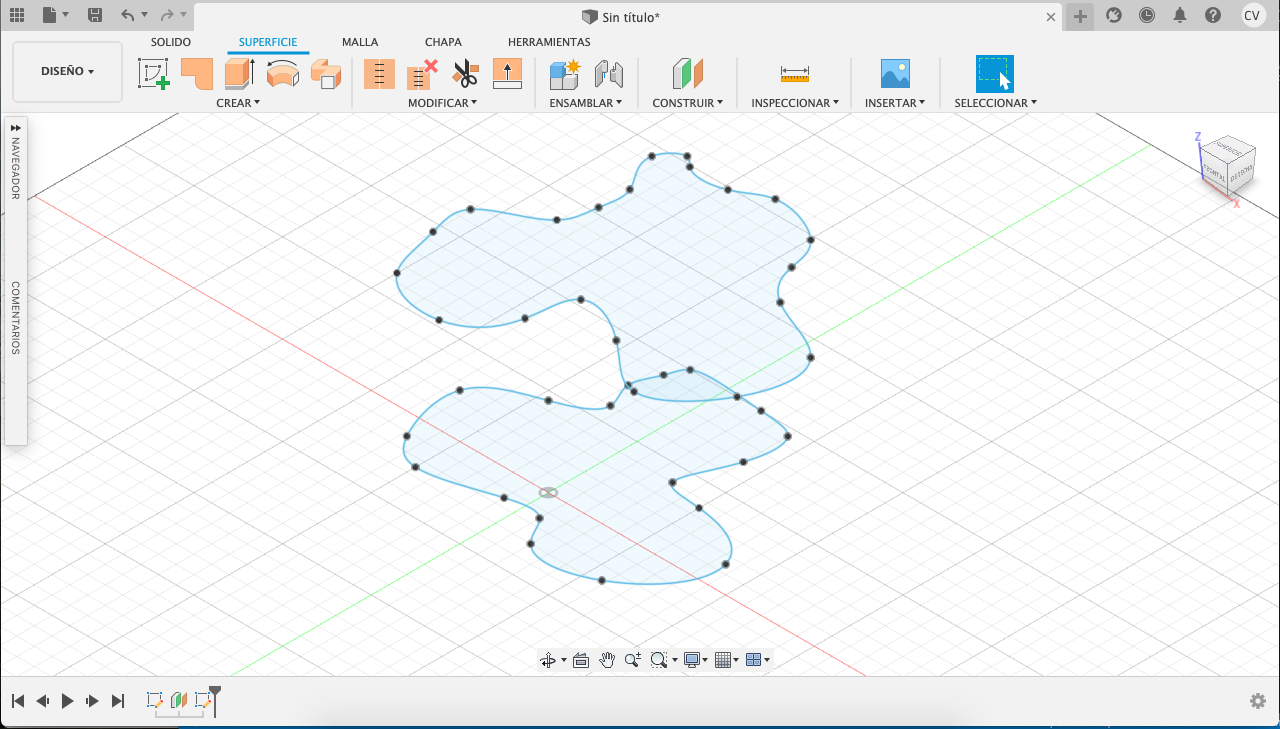 Sin título*
CV
SOLIDO
SUPERFICIE
MALLA
CHAPA
HERRAMIENTAS
DISEÑO
CREAR
MODIFICAR
ENSAMBLAR
CONSTRUIR
INSPECCIONAR
INSERTAR
SELECCIONAR
NAVEGADOR
COMENTARIOS
Z
SUPERIOR
FRONTAL
DERECHA
X